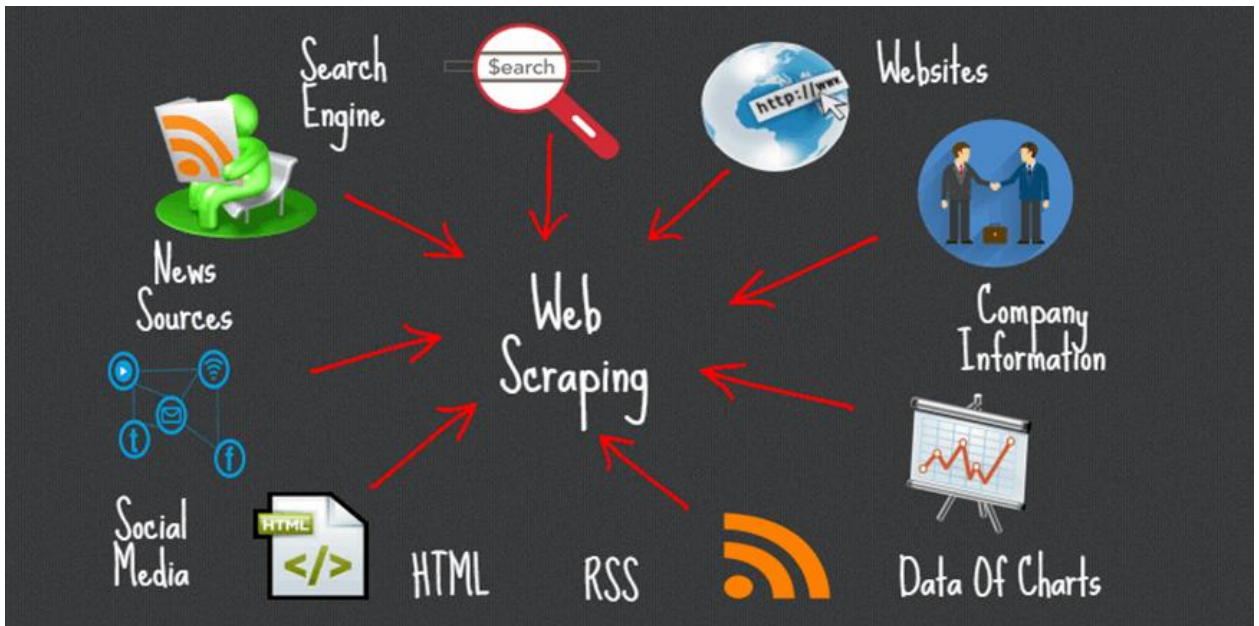 Search
Engine
$earch
http://www
Websites
News
Sources
Web
Scraping
Company
Information
Social
Media
t
f
HTML
</>
HTML
RSS
Data Of Charts